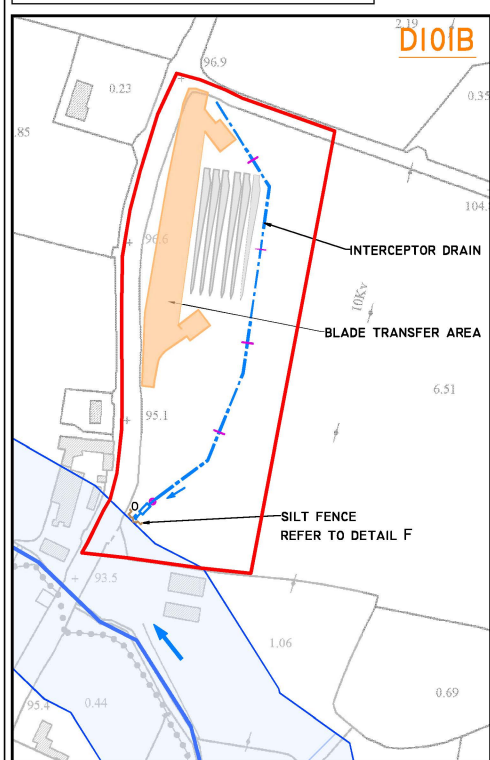 2.19
D101B
96.9
0.23
0.35
.85
104.
96.6
INTERCEPTOR DRAIN
10Kv
BLADE TRANSFER AREA
6.51
95.1
SILT FENCE
REFER TO DETAIL F
93.5
1.06
0.69
0.44
95.4